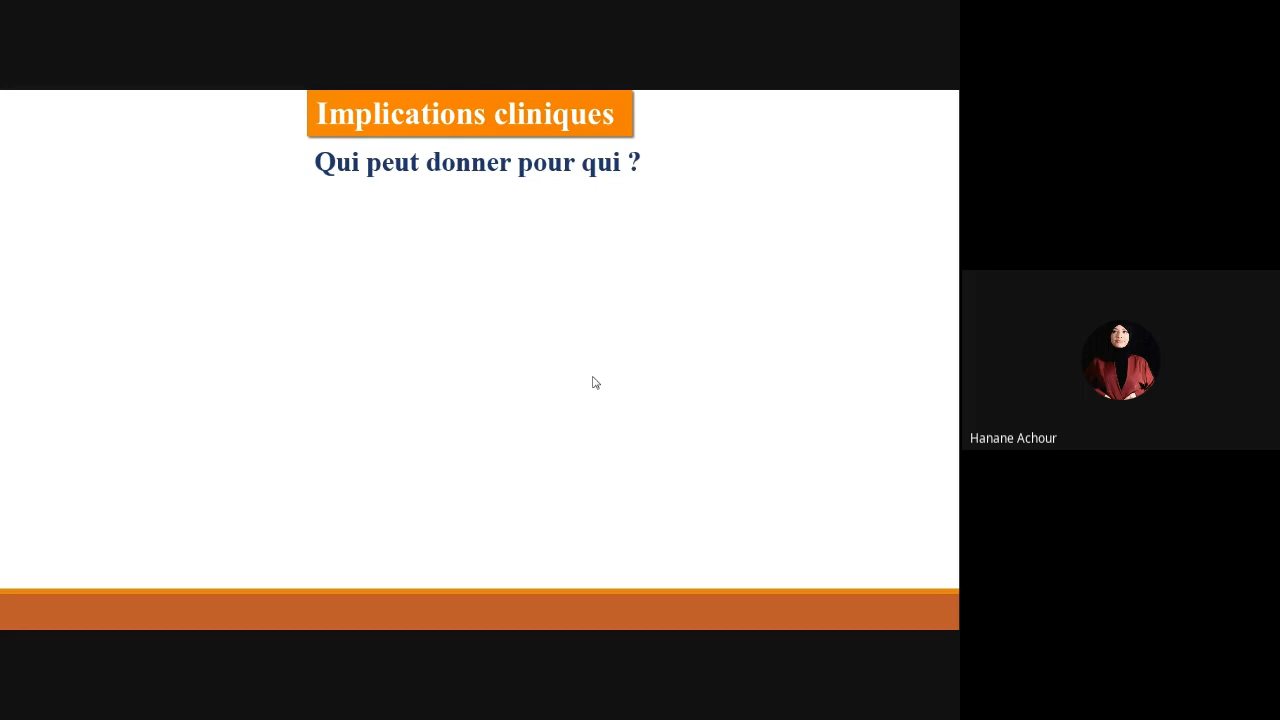 Implications cliniques
Qui peut donner pour qui ?
Hanane Achour